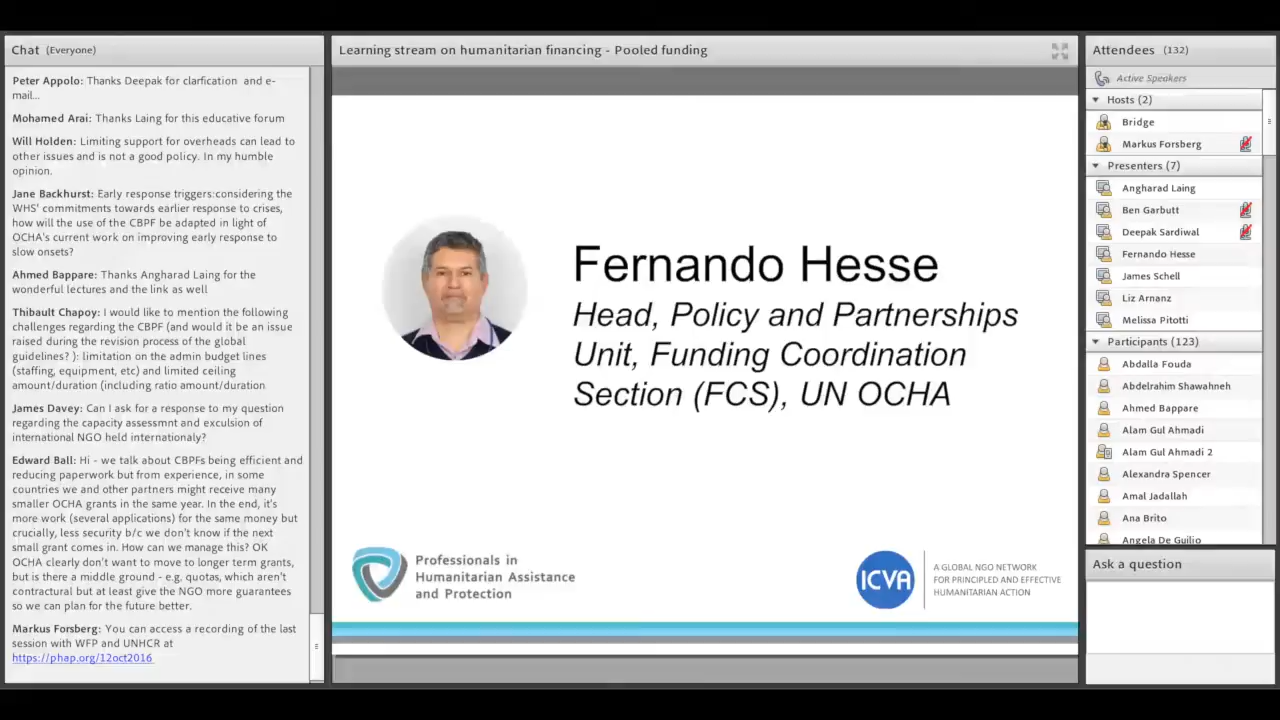 Chat (Everyone)
Peter Appolo: Thanks Deepak for clarfication and e-
mail...
Mohamed Arai: Thanks Laing for this educative forum
Will Holden: Limiting support for overheads can lead to
other issues and is not a good policy. In my humble
opinion.
Jane Backhurst: Early response triggers:considering the
WHS' commitments towards earlier response to crises,
how will the use of the CBPF be adapted in light of
OCHA's current work on improving early response to
slow onsets?
Ahmed Bappare: Thanks Angharad Laing for the
wonderful lectures and the link as well
Thibault Chapoy: I would like to mention the following
challenges regarding the CBPF (and would it be an issue
raised during the revision process of the global
guidelines? ): limitation on the admin budget lines
(staffing, equipment, etc) and limited ceiling
amount/duration (including ratio amount/duration
James Davey: Can I ask for a response to my question
regarding the capacity assessmnt and exculsion of
international NGO held internationaly?
Edward Ball: Hi - we talk about CBPFs being efficient and
reducing paperwork but from experience, in some
countries we and other partners might receive many
smaller OCHA grants in the same year. In the end, it's
more work (several applications) for the same money but
crucially, less security b/c we don't know if the next
small grant comes in. How can we manage this? OK
OCHA clearly don't want to move to longer term grants,
but is there a middle ground - e.g. quotas, which aren't
contractural but at least give the NGO more guarantees
so we can plan for the future better.
Markus Forsberg: You can access a recording of the last
session with WFP and UNHCR at
https://phap.org/12oct2016
Learning stream on humanitarian financing - Pooled funding
Fernando Hesse
Head, Policy and Partnerships
Unit, Funding Coordination
Section (FCS), UN OCHA
Professionals in
Humanitarian Assistance
and Protection
ICVA
A GLOBAL NGO NETWORK
FOR PRINCIPLED AND EFFECTIVE
HUMANITARIAN ACTION
Attendees (132)
Active Speakers
Hosts (2)
Bridge
Markus Forsberg
Presenters (7)
Angharad Laing
Ben Garbutt
Deepak Sardiwal
Fernando Hesse
James Schell
Liz Arnanz
Melissa Pitotti
Participants (123)
Abdalla Fouda
Abdelrahim Shawahneh
Ahmed Bappare
Alam Gul Ahmadi
Alam Gul Ahmadi 2
Alexandra Spencer
Amal Jadallah
Ana Brito
Angela De Guilio
Ask a question